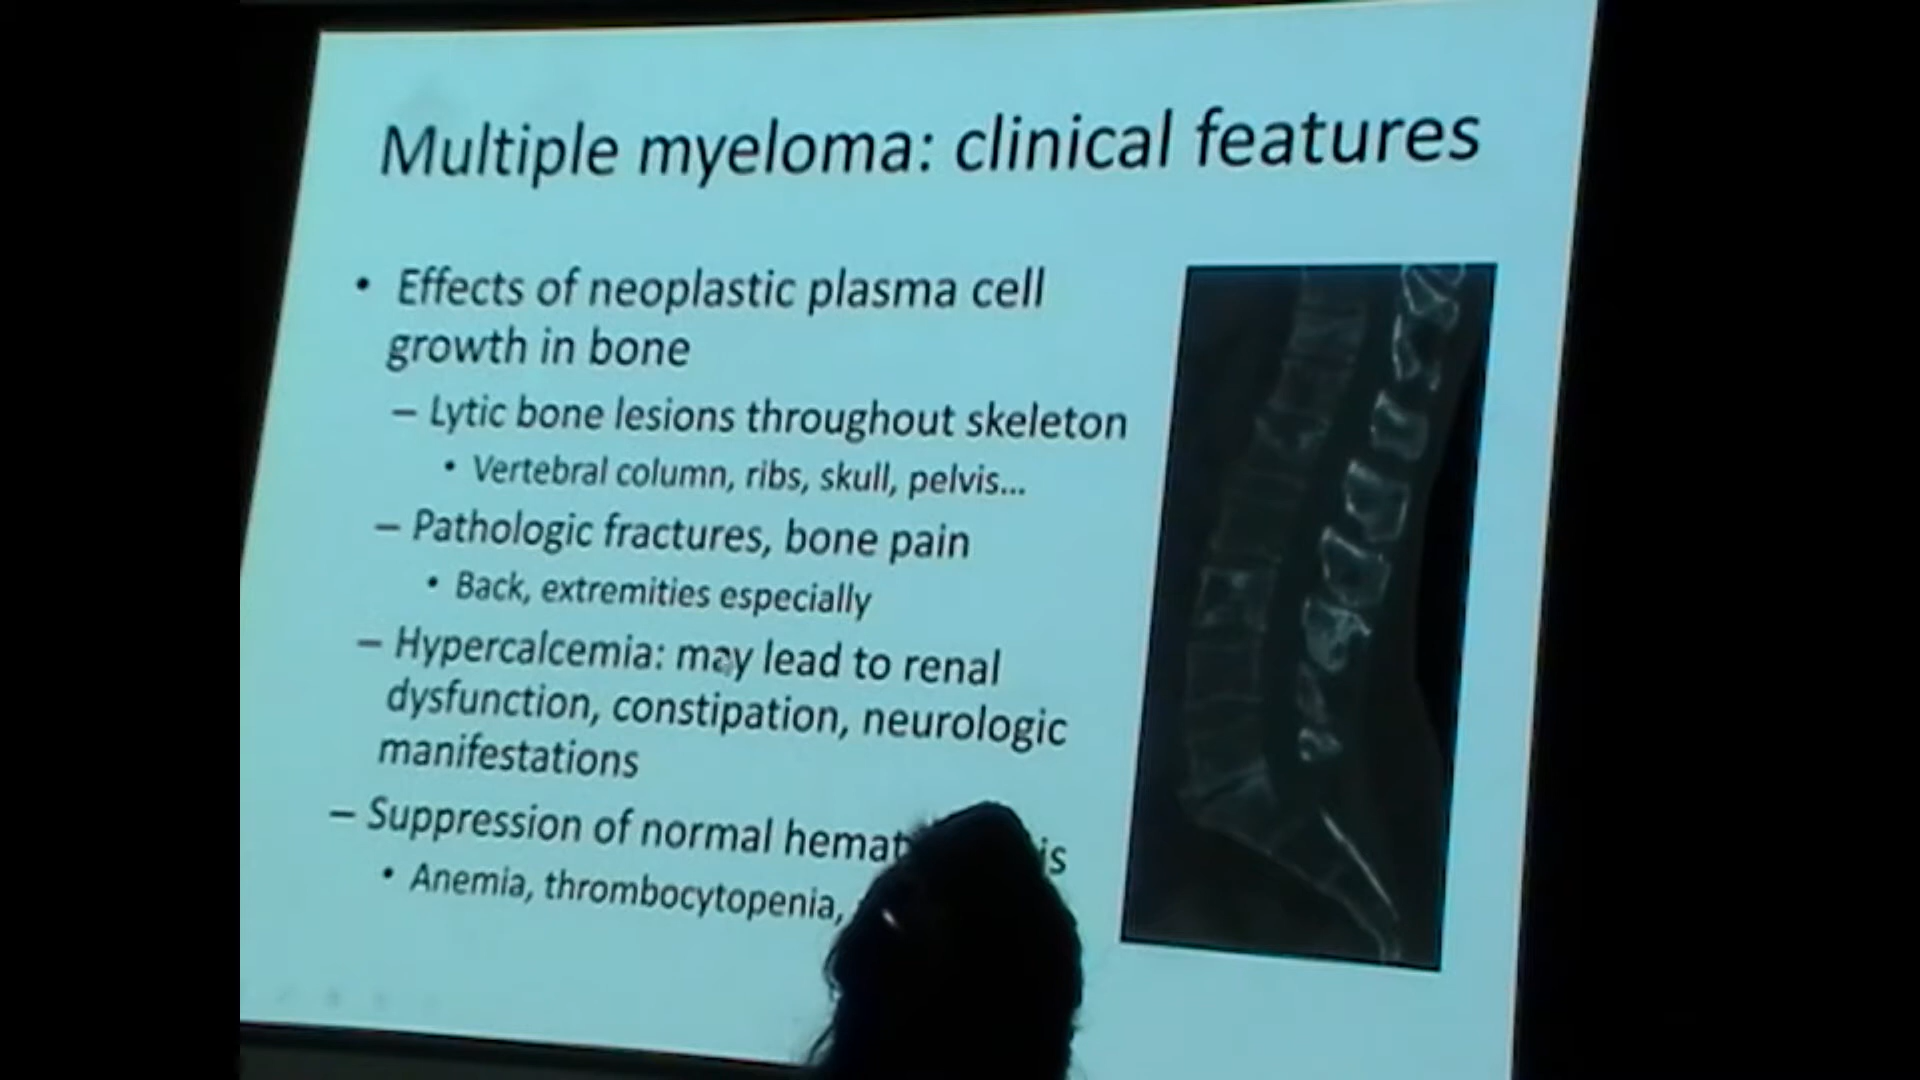 Multiple myeloma: clinical features
• Effects of neoplastic plasma cell
growth in bone
– Lytic bone lesions throughout skeleton
• Vertebral column, ribs, skull, pelvis...
– Pathologic fractures, bone pain
• Back, extremities especially
– Hypercalcemia: may lead to renal
dysfunction, constipation, neurologic
manifestations
– Suppression of normal
• Anemia, thrombocytopenia,